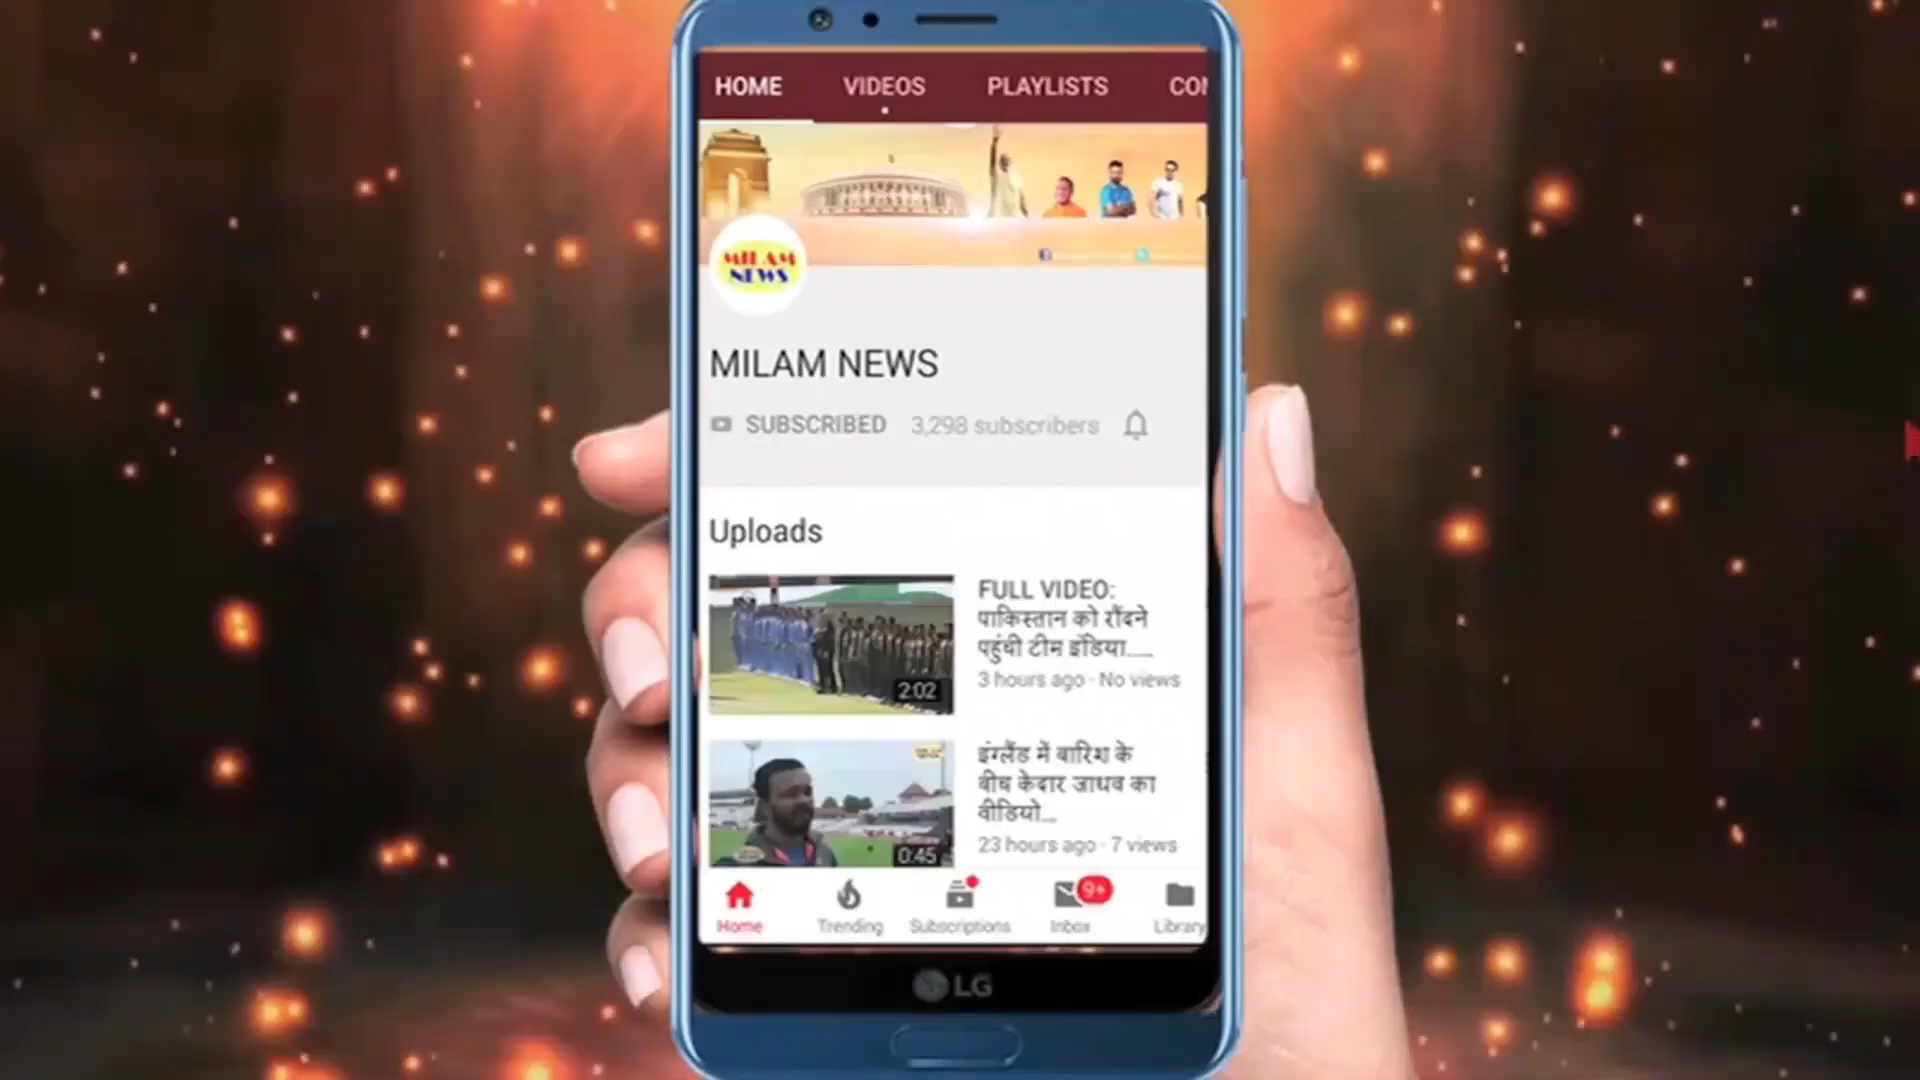 HOME VIDEOS PLAYLISTS
MILAM
NEWS
MILAM NEWS
SUBSCRIBED 3,298 subscribers
Uploads
FULL VIDEO:
पाकिस्तान को रौंदने
पहुंची टीम इंडिया.....
3 hours ago · No views
2:02
इंग्लैंड में बारिश के
बीच केदार जाधव का
वीडियो...
23 hours ago · 7 views
0:45
9+
Home Trending Subscriptions Inbox Library
LG